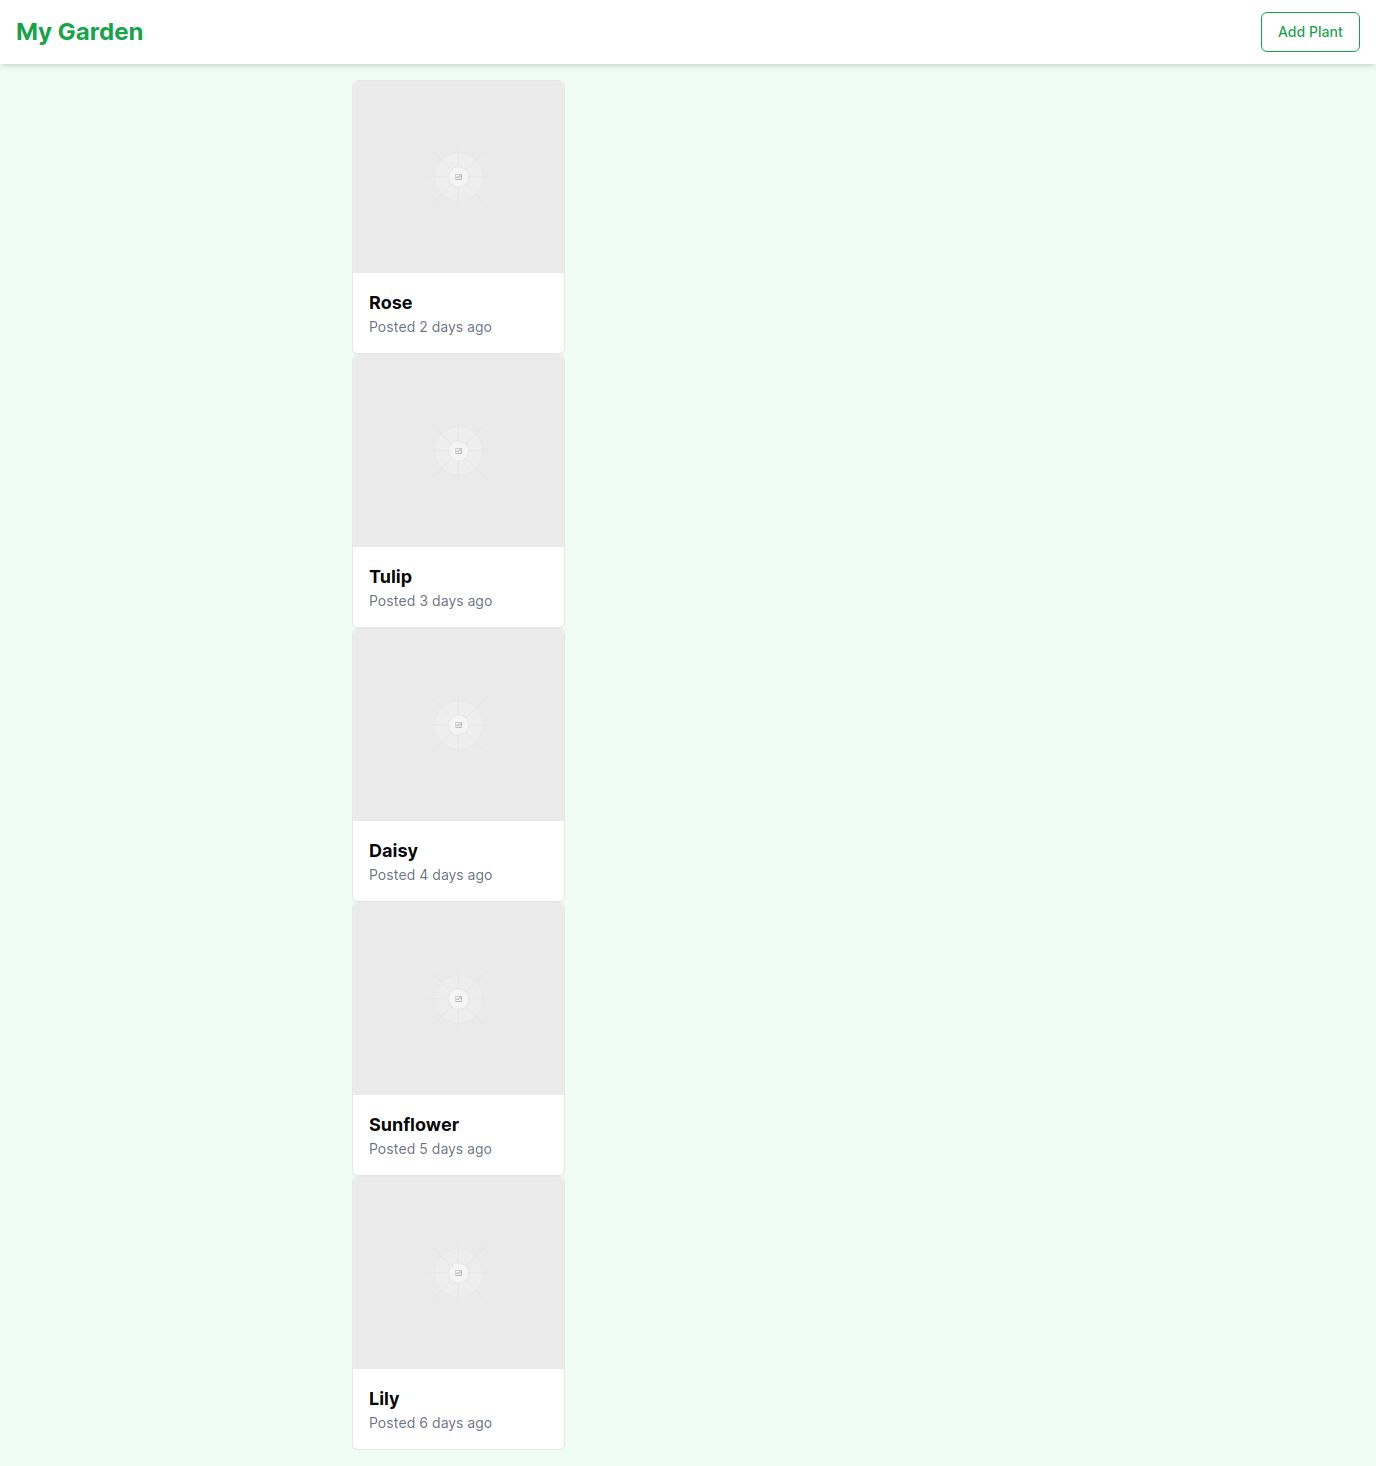 My Garden
Add Plant
Rose
Posted 2 days ago
Tulip
Posted 3 days ago
Daisy
Posted 4 days ago
Sunflower
Posted 5 days ago
Lily
Posted 6 days ago